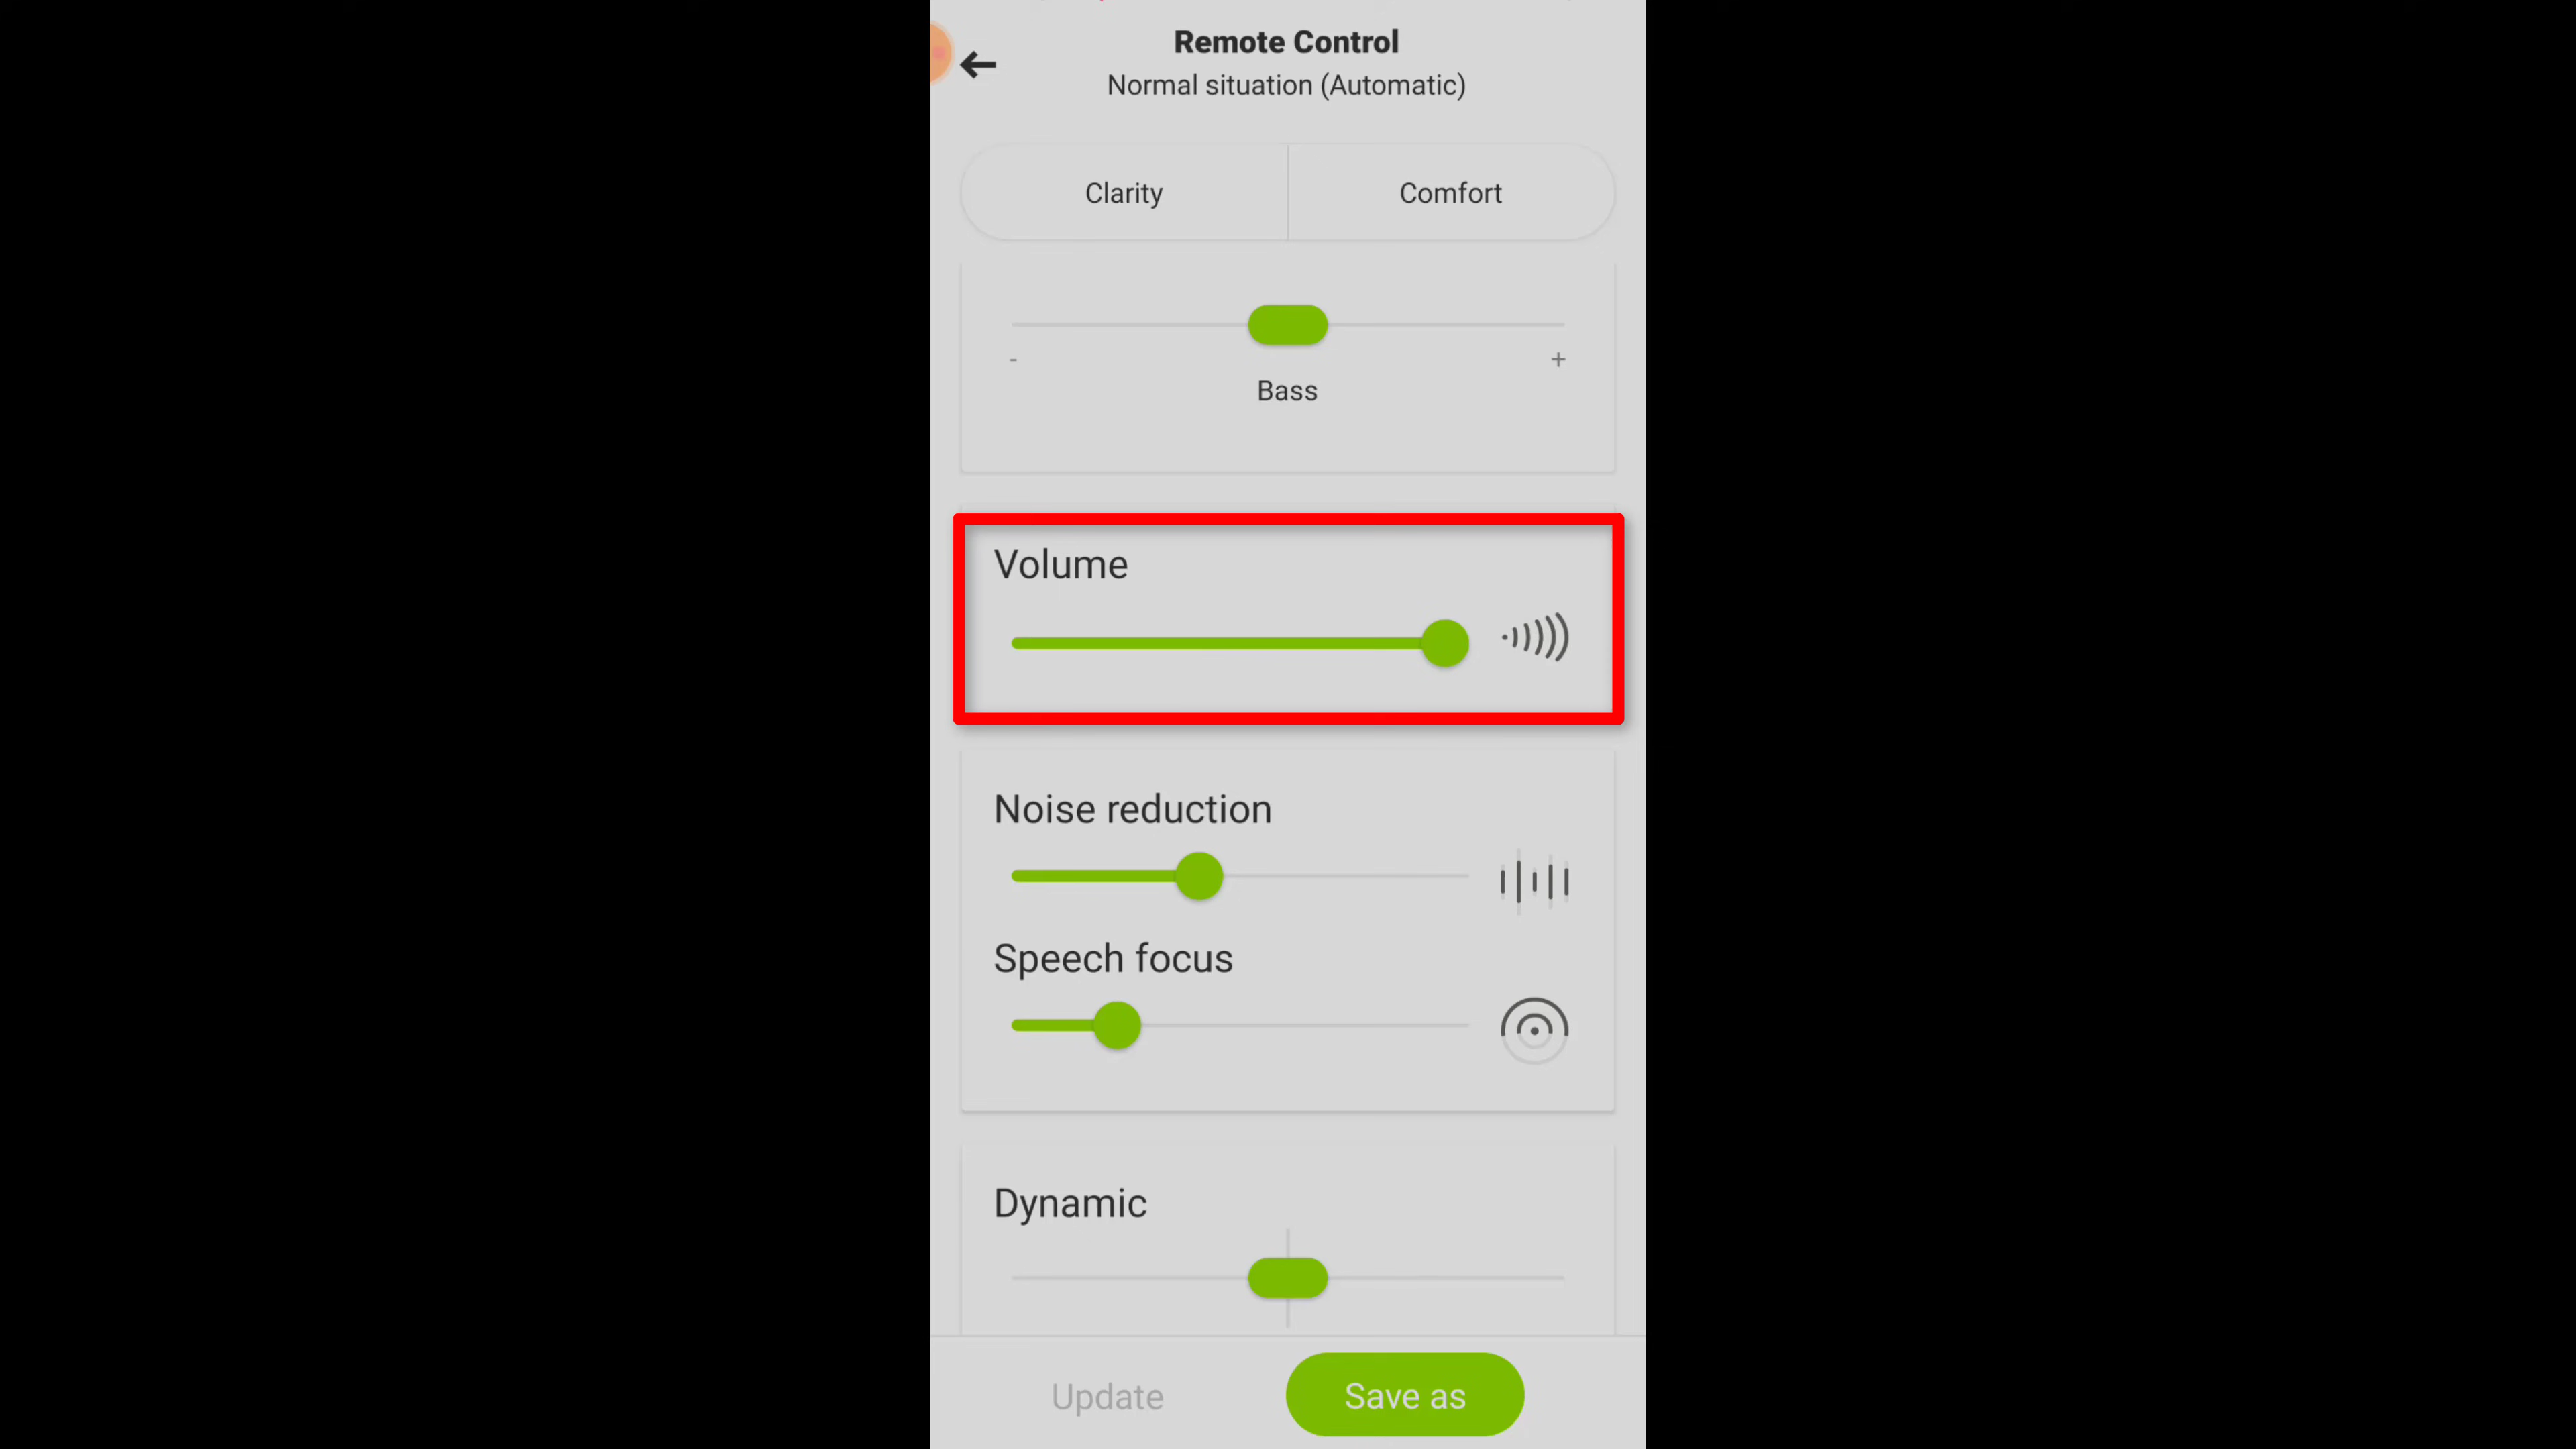 Remote Control
Normal situation (Automatic)
Clarity Comfort
- +
Bass
Volume
Noise reduction
Speech focus
Dynamic
Update Save as